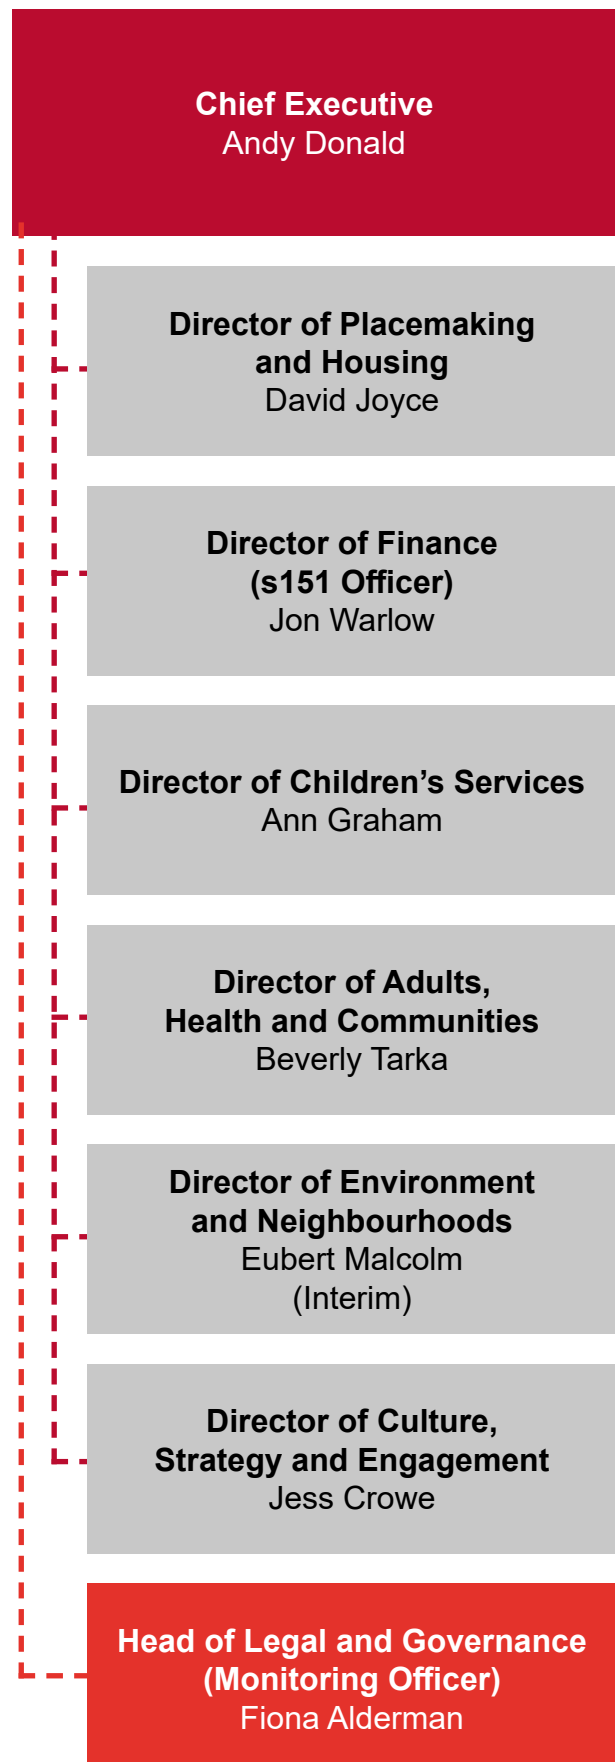 Chief Executive
Andy Donald
Director of Placemaking
and Housing
David Joyce
Director of Finance
(s151 Officer)
Jon Warlow
Director of Children’s Services
Ann Graham
Director of Adults,
Health and Communities
Beverly Tarka
Director of Environment
and Neighbourhoods
Eubert Malcolm
(Interim)
Director of Culture,
Strategy and Engagement
Jess Crowe
Head of Legal and Governance
(Monitoring Officer)
Fiona Alderman